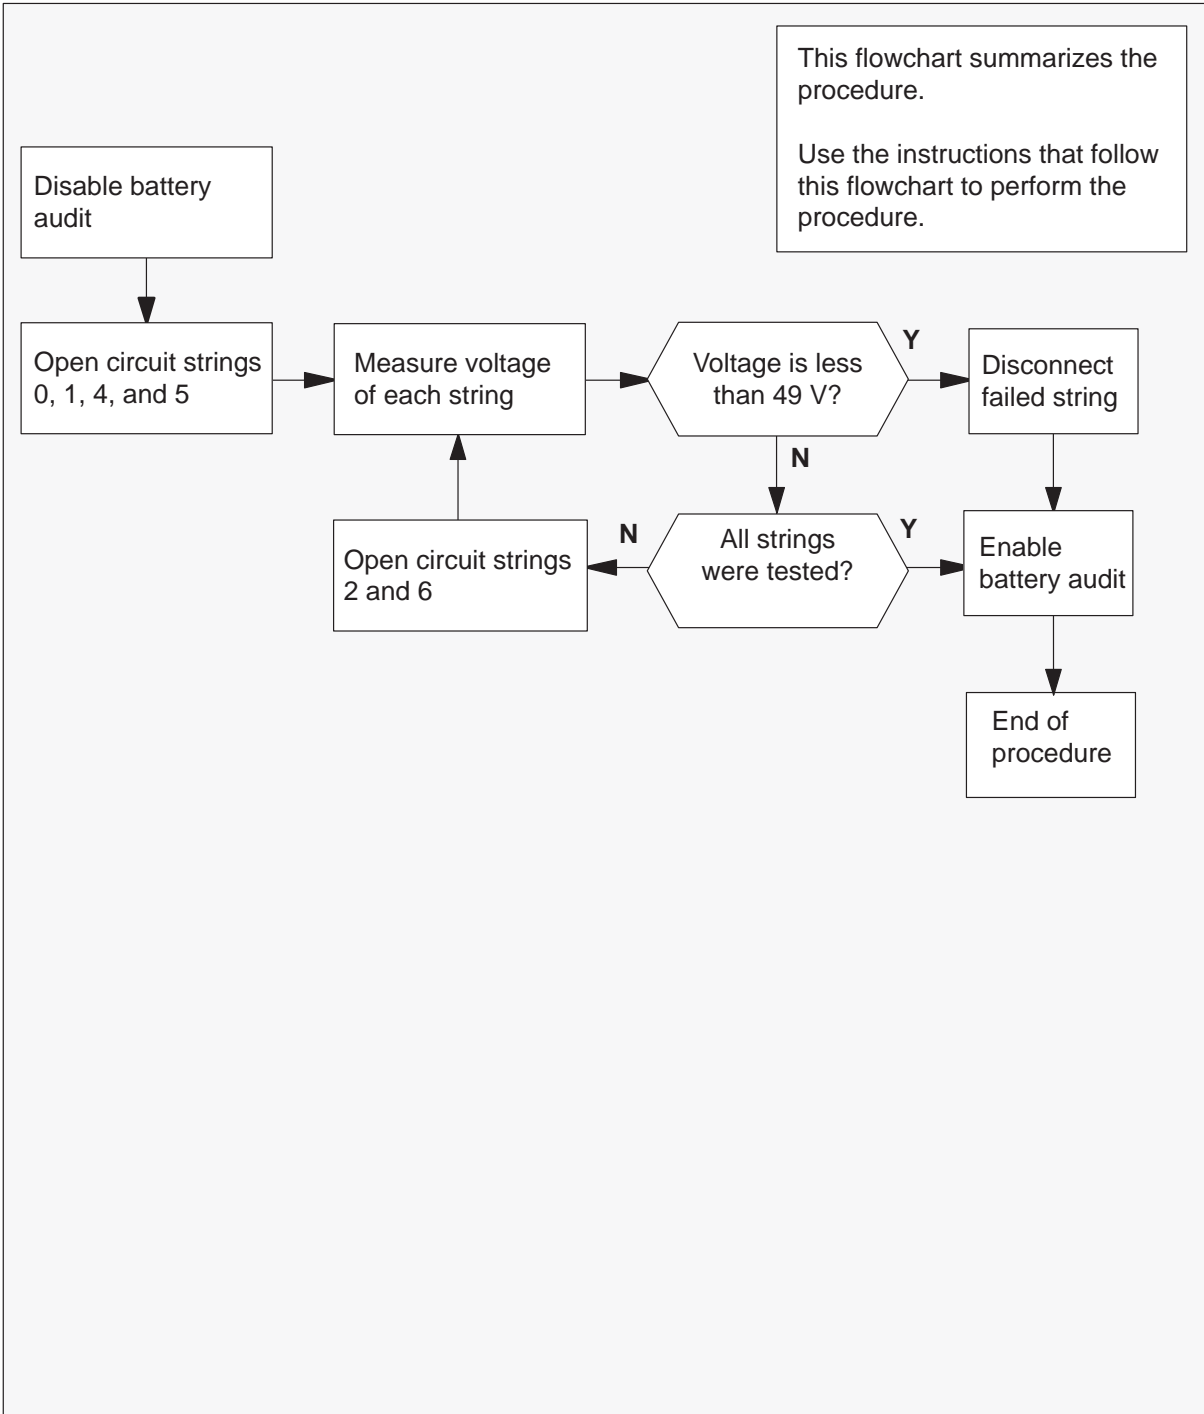 This flowchart summarizes the
procedure.
Use the instructions that follow
this flowchart to perform the
procedure.
Disable battery
audit
Open circuit strings
0, 1, 4, and 5
Measure voltage
of each string
Voltage is less
than 49 V?
Y
Disconnect
failed string
N
All strings
were tested?
N
Open circuit strings
2 and 6
Y
Enable
battery audit
End of
procedure